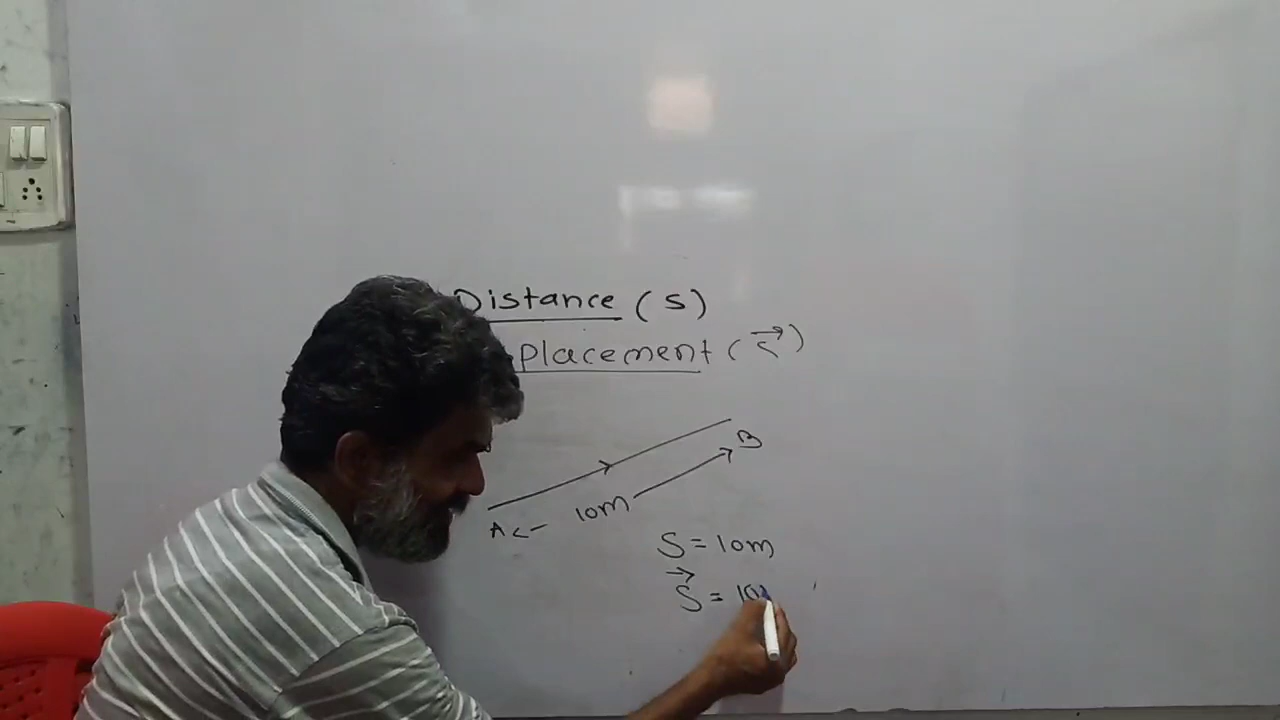 Distance (S)
placement (S⃗)
B
10m
A
S = 10m
S⃗ = 10